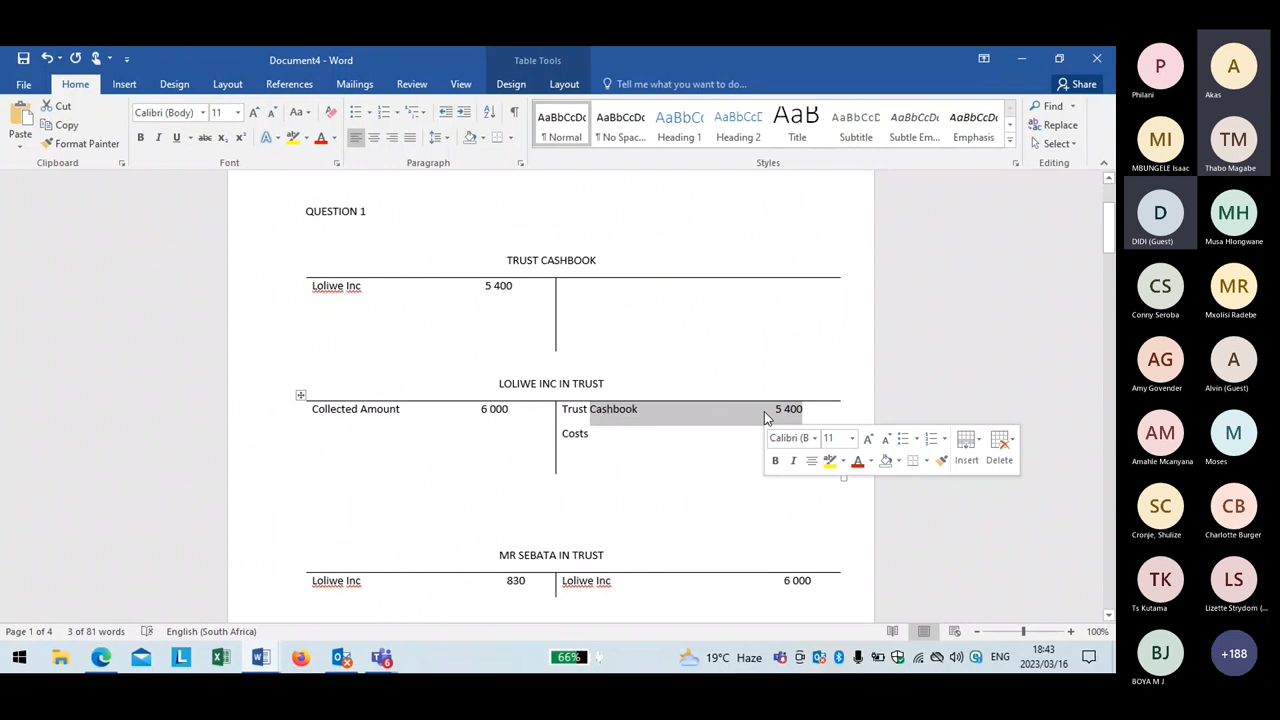 Document4 - Word
Table Tools
File Home Insert Design Layout References Mailings Review View Design Layout Tell me what you want to do... Share
Paste
Cut
Copy
Format Painter
Clipboard
Calibri (Body) 11
Font
Paragraph
AaBbCcDc AaBbCcDc AaBbCc AaBbCcD AaB AaBbCcD AaBbCcDc AaBbCcDc
¶ Normal ¶ No Spac... Heading 1 Heading 2 Title Subtitle Subtle Em... Emphasis
Styles
Find
Replace
Select
Editing
QUESTION 1
TRUST CASHBOOK
Loliwe Inc 5 400
LOLIWE INC IN TRUST
Collected Amount 6 000 Trust Cashbook 5 400
Costs
Calibri (B 11
Insert Delete
MR SEBATA IN TRUST
Loliwe Inc 830 Loliwe Inc 6 000
Page 1 of 4 3 of 81 words English (South Africa) 100%
66% 19°C Haze ENG 18:43
2023/03/16
P A
Philani Akas
MI TM
MBUNGELE Isaac Thabo Magabe
D MH
DIDI (Guest) Musa Hlongwane
CS MR
Conny Seroba Mxolisi Radebe
AG A
Amy Govender Alvin (Guest)
AM M
Amahle Mcanyana Moses
SC CB
Cronje, Shulize Charlotte Burger
TK LS
Ts Kutama Lizette Strydom (...
BJ +188
BOYA M J